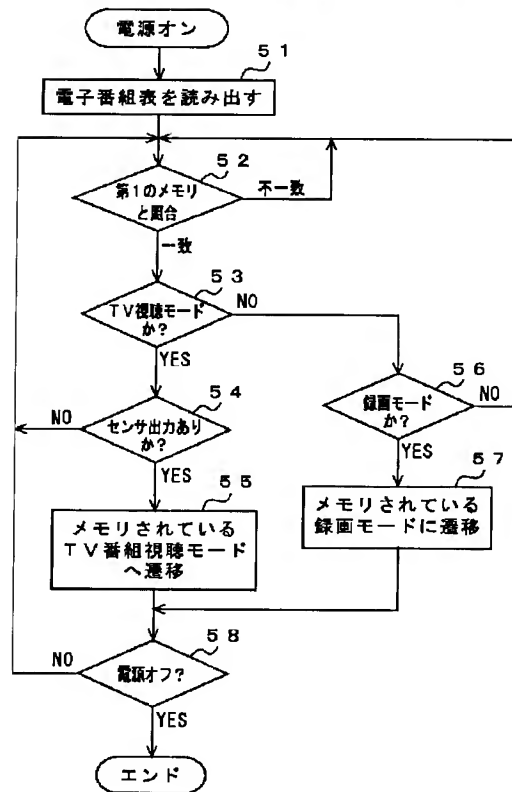 電源オン
51
電子番組表を読み出す
52
第1のメモリ
と照合
不一致
一致
53
TV視聴モード
か?
NO
YES
54
センサ出力あり
か?
NO
YES
56
録画モード
か?
NO
YES
55
メモリされている
TV番組視聴モード
へ遷移
57
メモリされている
録画モードに遷移
58
電源オフ?
NO
YES
エンド